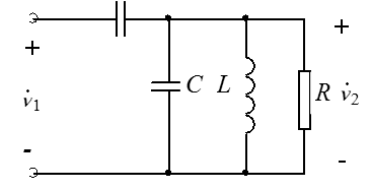 + +
C L R v̇₂
v̇₁
- -